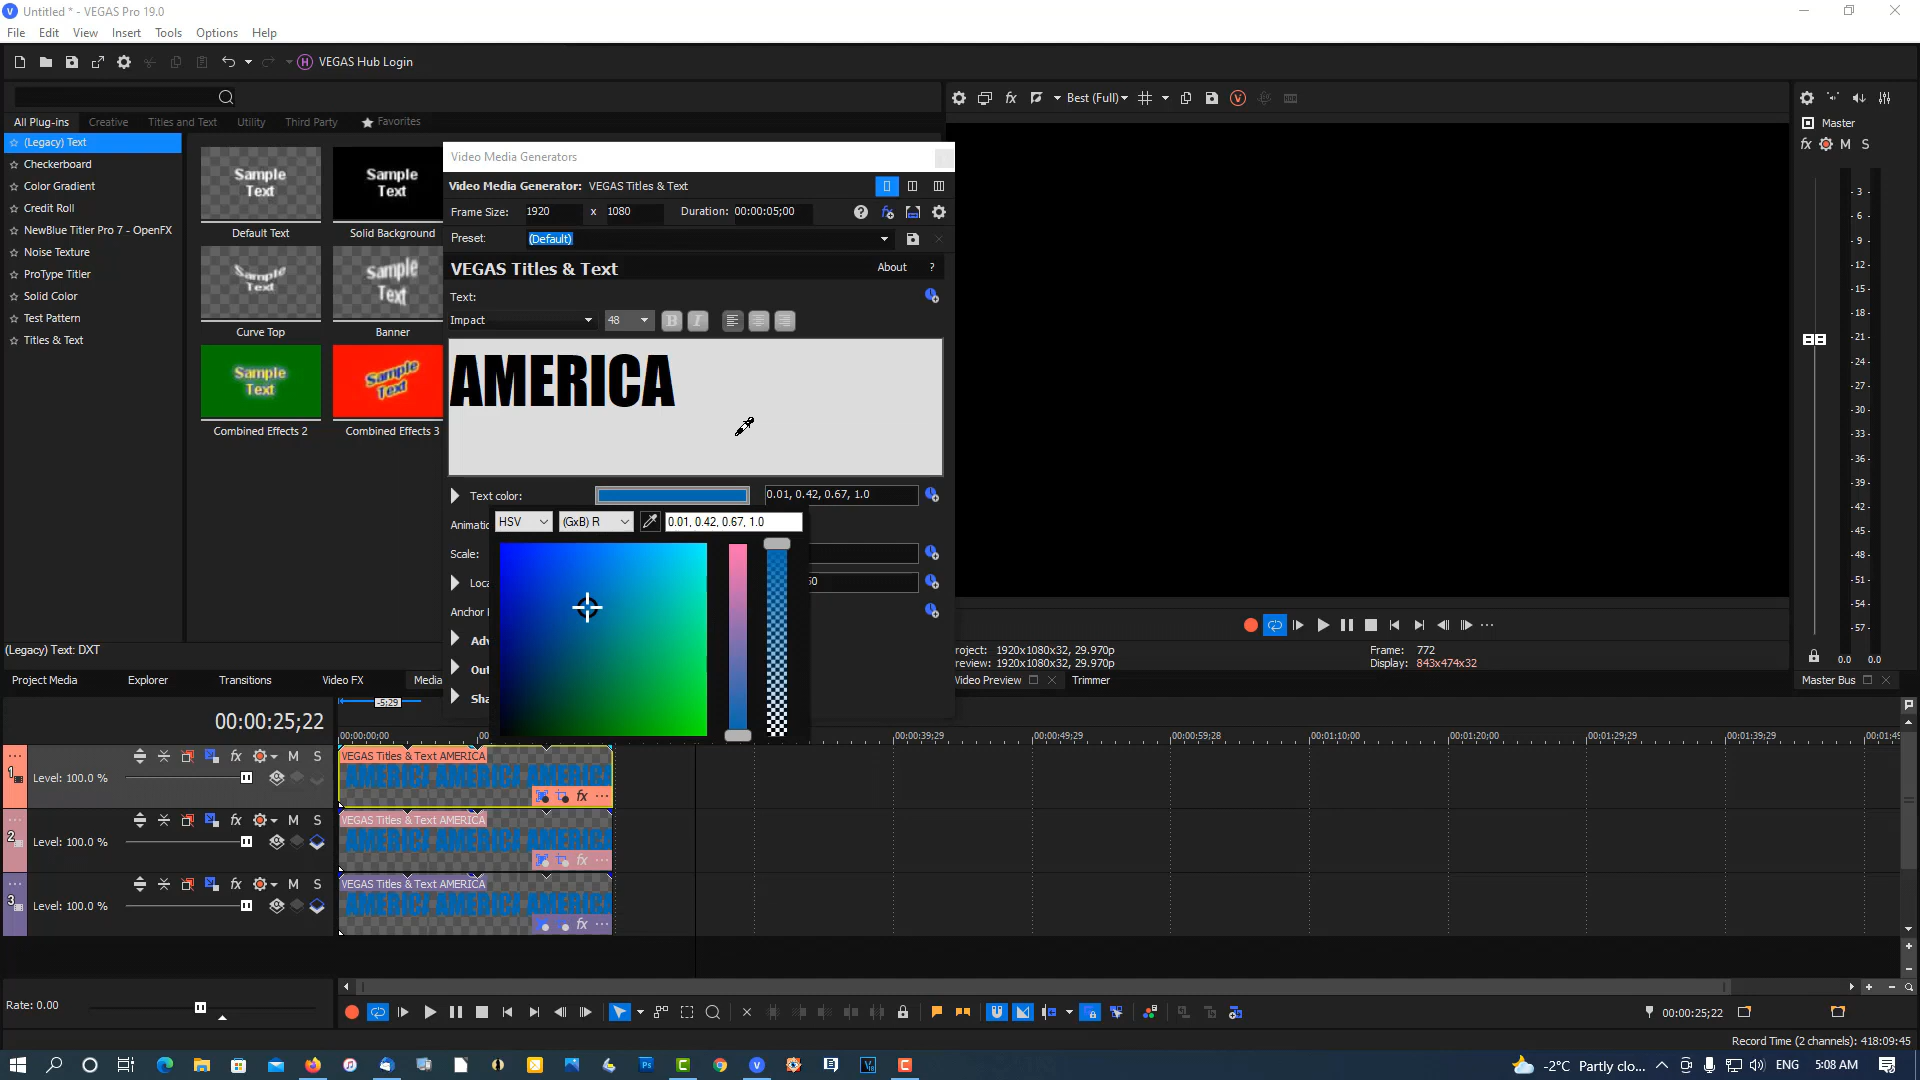 Untitled * - VEGAS Pro 19.0
File Edit View Insert Tools Options Help
VEGAS Hub Login
Best (Full)
All Plug-ins Creative Titles and Text Utility Third Party Favorites
Master
M S
(Legacy) Text
Checkerboard
Color Gradient
Credit Roll
NewBlue Titler Pro 7 - OpenFX
Noise Texture
ProType Titler
Solid Color
Test Pattern
Titles & Text
Sample Text
Default Text
Sample Text
Solid Background
Sample Text
Curve Top
Sample Text
Banner
Sample Text
Combined Effects 2
Sample Text
Combined Effects 3
Video Media Generators
Video Media Generator: VEGAS Titles & Text
Frame Size: 1920 x 1080 Duration: 00:00:05;00
Preset: (Default)
VEGAS Titles & Text About ?
Text:
Impact 48 B I
AMERICA
Text color: 0.01, 0.42, 0.67, 1.0
HSV (GxB) R 0.01, 0.42, 0.67, 1.0
Animatio
Scale:
Loca 50
Anchor
Adv
Out
Sha
3
6
9
12
15
18
21
24
27
30
33
36
39
42
45
48
51
54
57
0.0 0.0
(Legacy) Text: DXT
roject: 1920x1080x32, 29.970p
review: 1920x1080x32, 29.970p
Frame: 772
Display: 843x474x32
Project Media Explorer Transitions Video FX Media
Video Preview Trimmer
Master Bus
00:00:25;22
-5;29
00:00:00;00 00 00:00:39;29 00:00:49;29 00:00:59;28 00:01:10;00 00:01:20;00 00:01:29;29 00:01:39;29 00:01:49
1 M S
Level: 100.0 %
VEGAS Titles & Text AMERICA
AMERICA AMERICA AMERICA
fx
2 M S
Level: 100.0 %
VEGAS Titles & Text AMERICA
AMERICA AMERICA AMERICA
fx
3 M S
Level: 100.0 %
VEGAS Titles & Text AMERICA
AMERICA AMERICA AMERICA
fx
Rate: 0.00
00:00:25;22
Record Time (2 channels): 418:09:45
-2°C Partly clo... ENG 5:08 AM